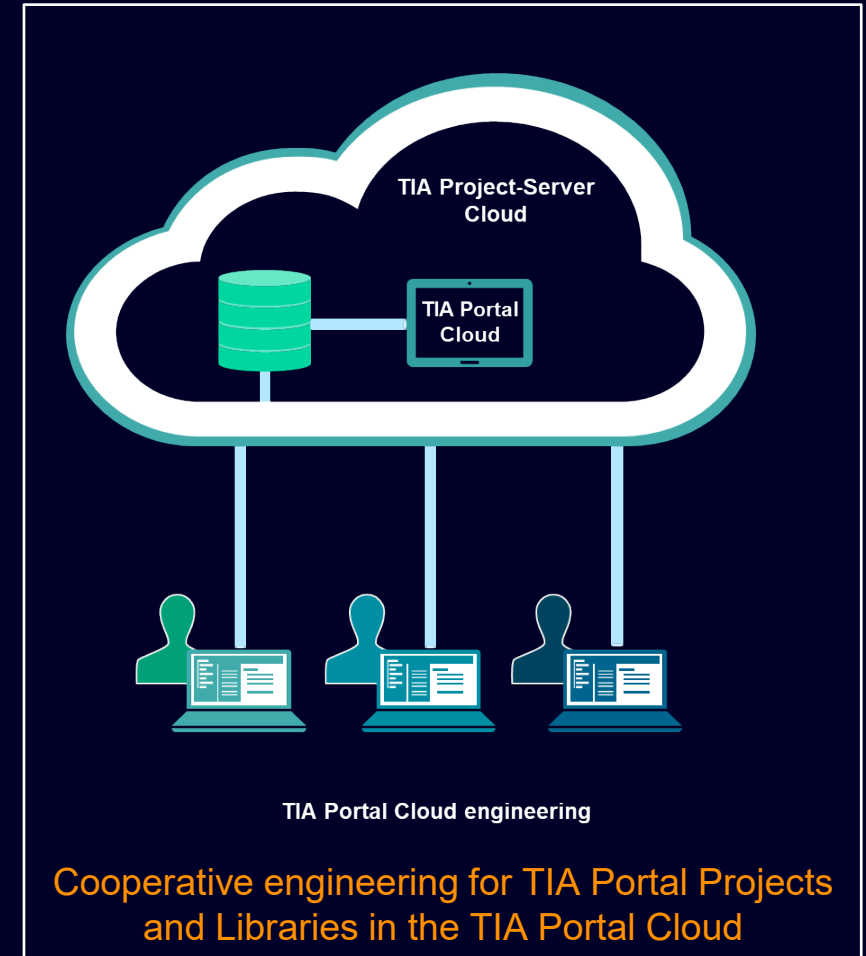 TIA Project-Server
Cloud
TIA Portal
Cloud
TIA Portal Cloud engineering
Cooperative engineering for TIA Portal Projects
and Libraries in the TIA Portal Cloud